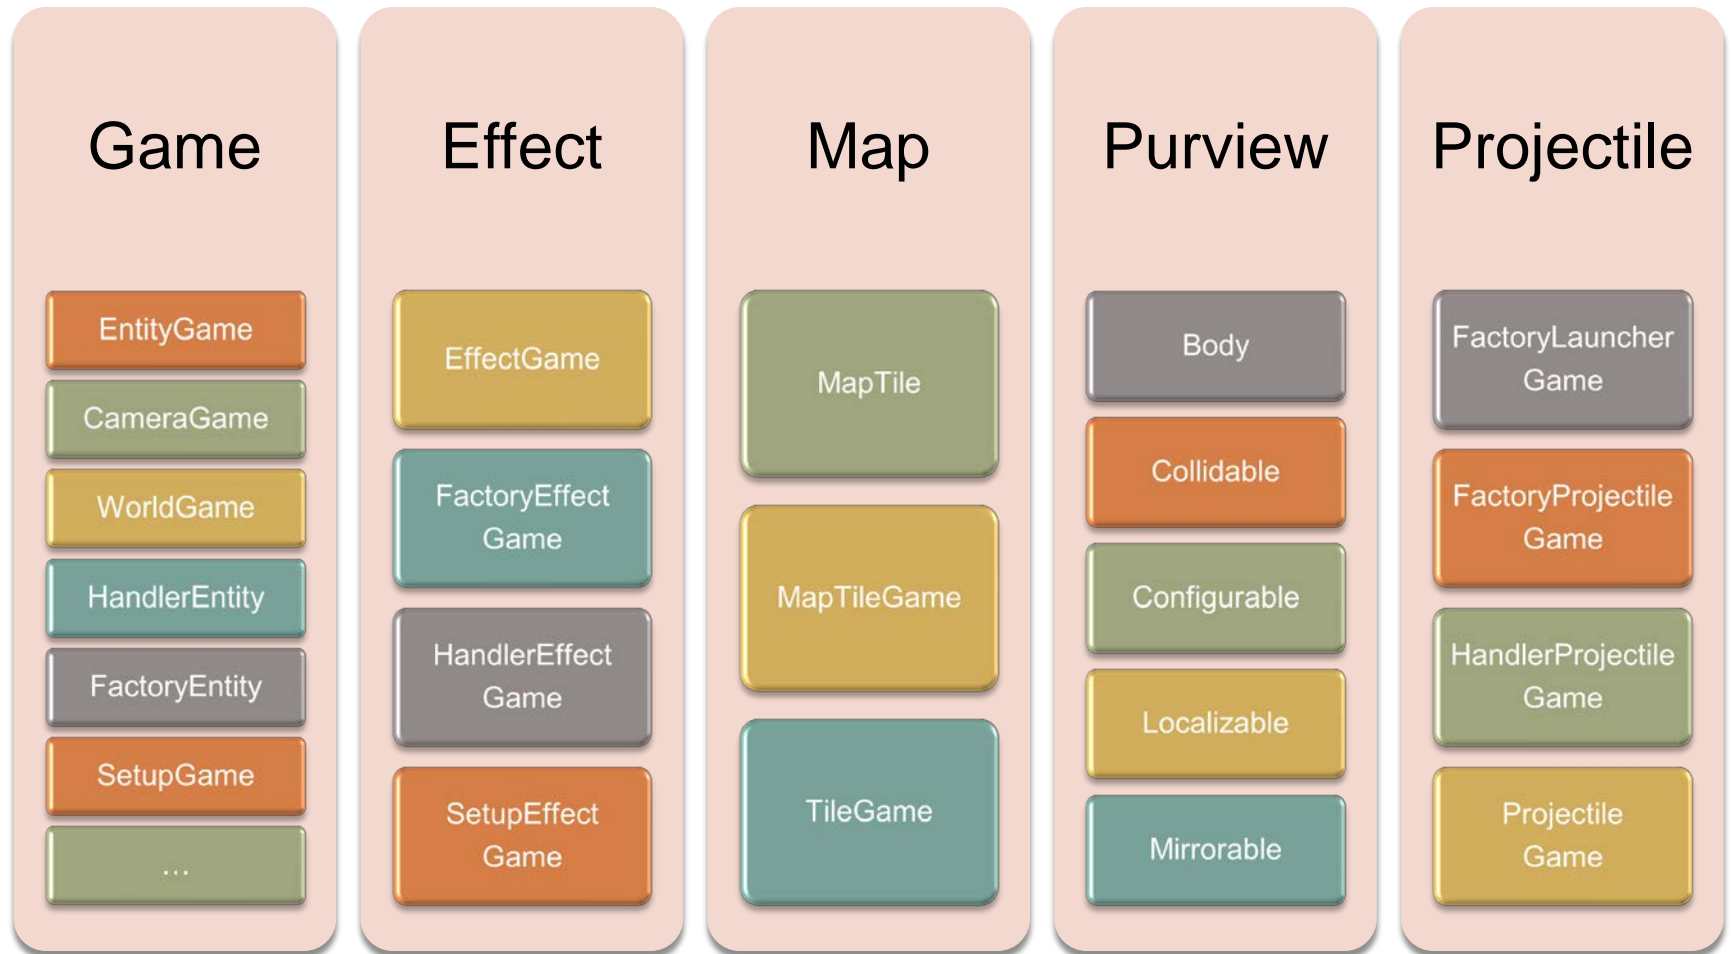 Game
EntityGame
CameraGame
WorldGame
HandlerEntity
FactoryEntity
SetupGame
...
Effect
EffectGame
FactoryEffect
Game
HandlerEffect
Game
SetupEffect
Game
Map
MapTile
MapTileGame
TileGame
Purview
Body
Collidable
Configurable
Localizable
Mirrorable
Projectile
FactoryLauncher
Game
FactoryProjectile
Game
HandlerProjectile
Game
Projectile
Game